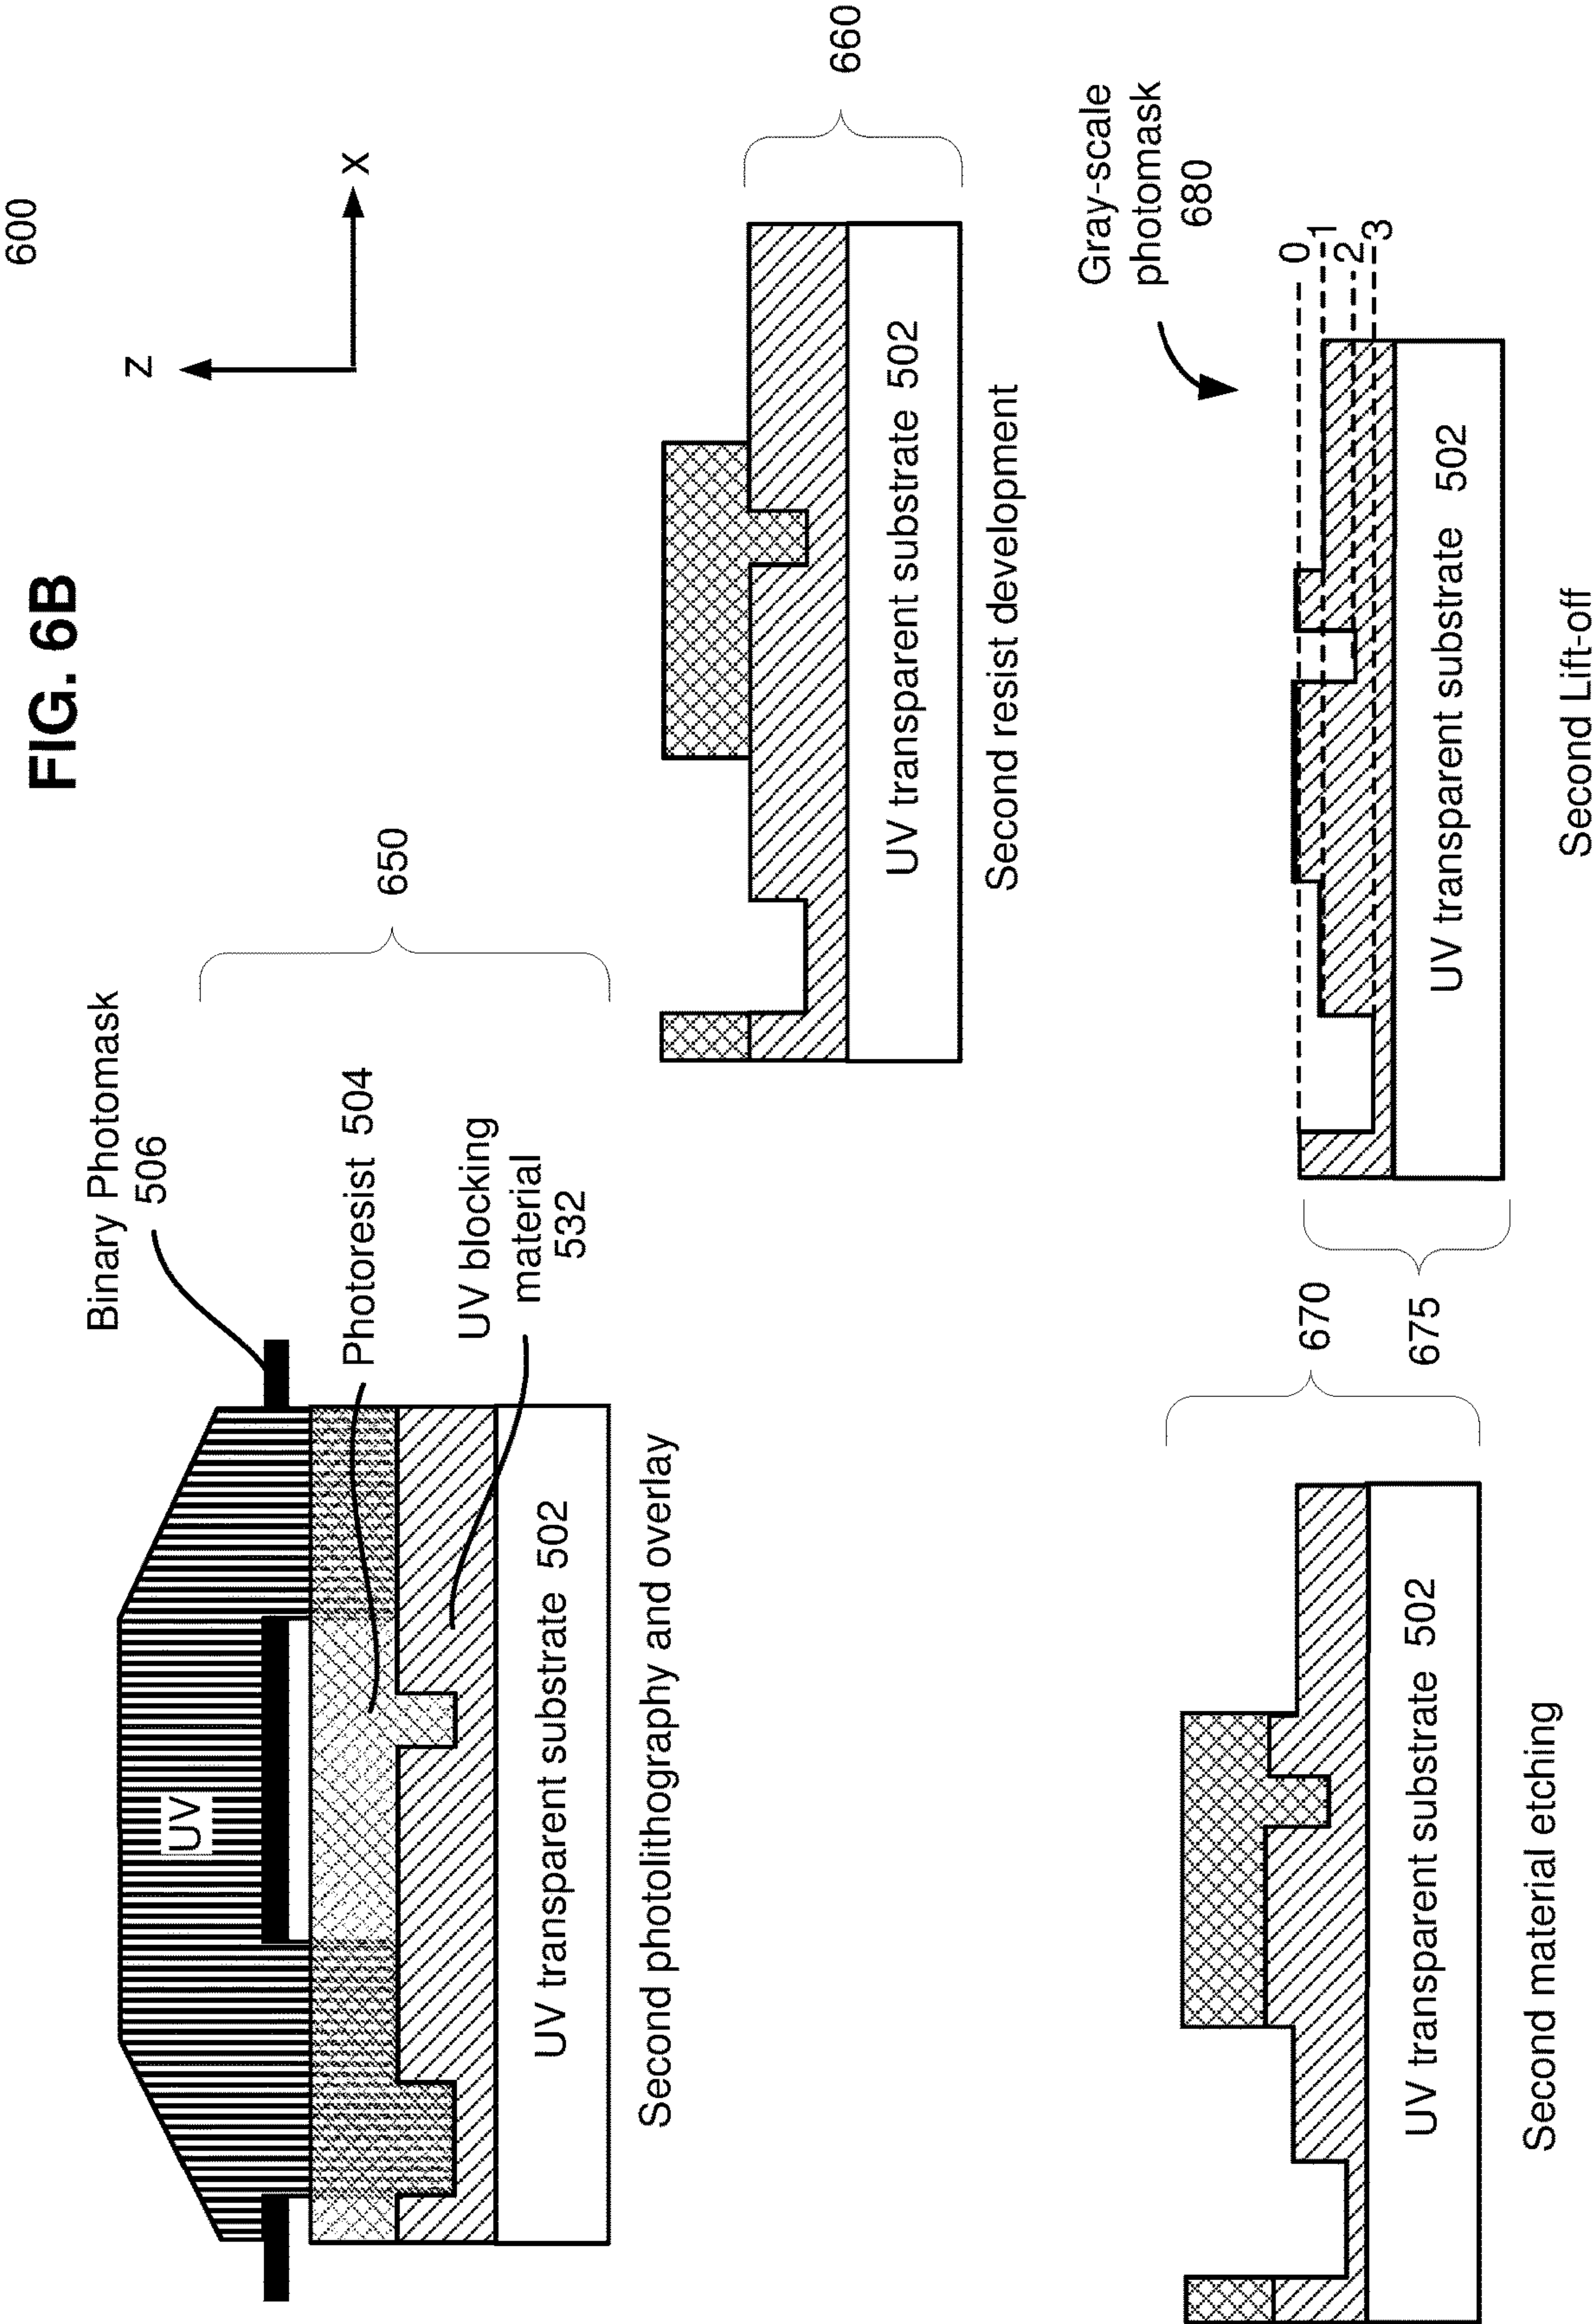 FIG. 6B
600
Binary Photomask
506
650
Photoresist 504
UV blocking
material
532
UV
UV transparent substrate 502
Second photolithography and overlay
z
x
660
UV transparent substrate 502
Second resist development
670
UV transparent substrate 502
Second material etching
Gray-scale
photomask
680
0
1
2
3
675
UV transparent substrate 502
Second Lift-off